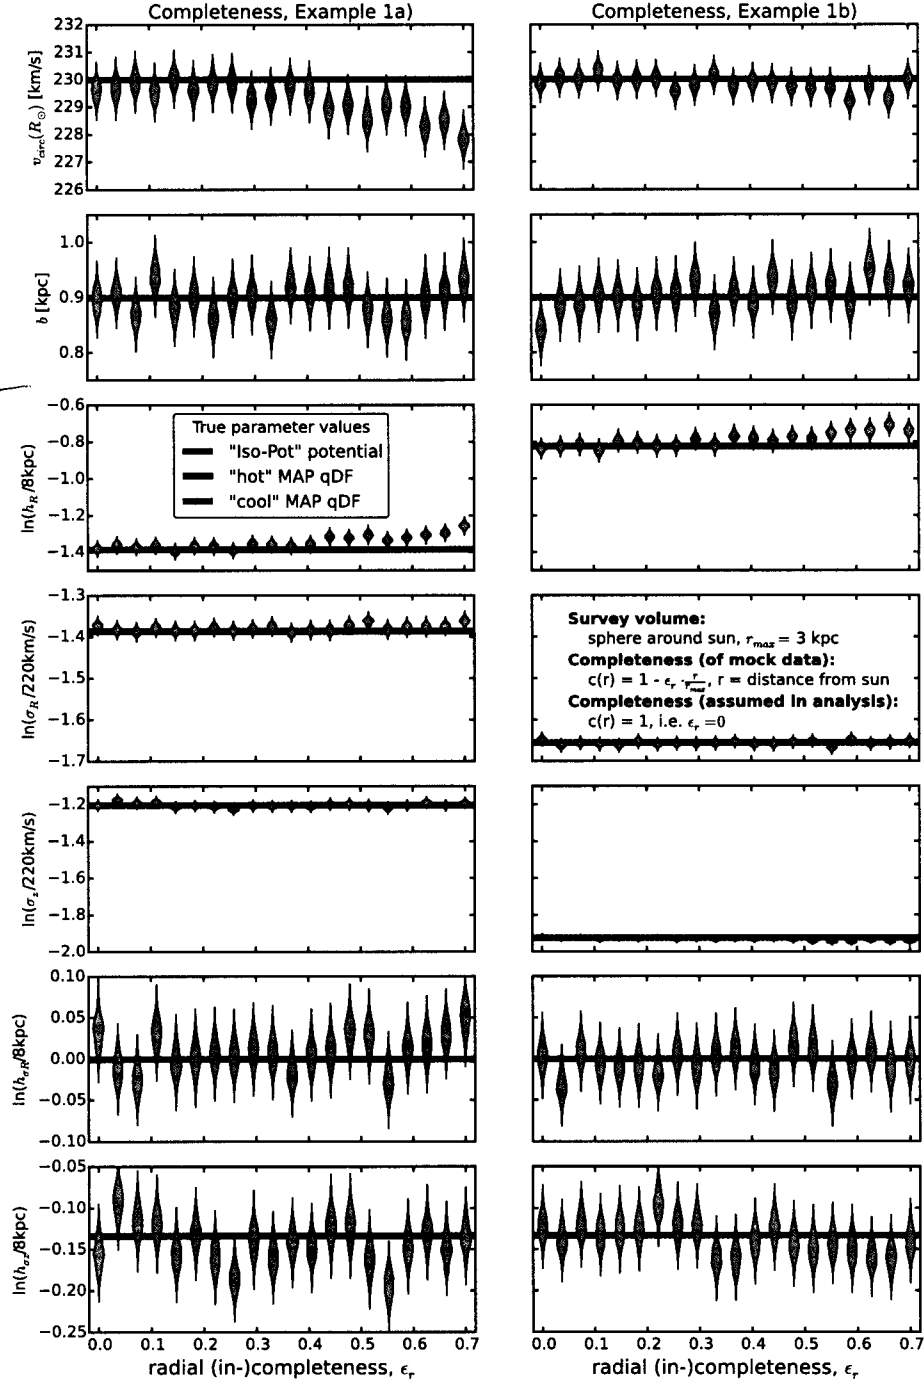 Completeness, Example 1a)
Completeness, Example 1b)
232
231
230
229
228
227
226
v_circ(R_⊙) [km/s]
1.0
0.9
0.8
b [kpc]
−0.6
−0.8
−1.0
−1.2
−1.4
ln(h_R/8kpc)
True parameter values
"Iso-Pot" potential
"hot" MAP qDF
"cool" MAP qDF
−1.3
−1.4
−1.5
−1.6
−1.7
ln(σ_R/220km/s)
Survey volume:
sphere around sun, r_max = 3 kpc
Completeness (of mock data):
c(r) = 1 - ε_r · r/r_max, r = distance from sun
Completeness (assumed in analysis):
c(r) = 1, i.e. ε_r =0
−1.2
−1.4
−1.6
−1.8
−2.0
ln(σ_z/220km/s)
0.10
0.05
0.00
−0.05
−0.10
ln(h_σR/8kpc)
−0.05
−0.10
−0.15
−0.20
−0.25
ln(h_σz/8kpc)
0.0 0.1 0.2 0.3 0.4 0.5 0.6 0.7
0.0 0.1 0.2 0.3 0.4 0.5 0.6 0.7
radial (in-)completeness, ε_r
radial (in-)completeness, ε_r